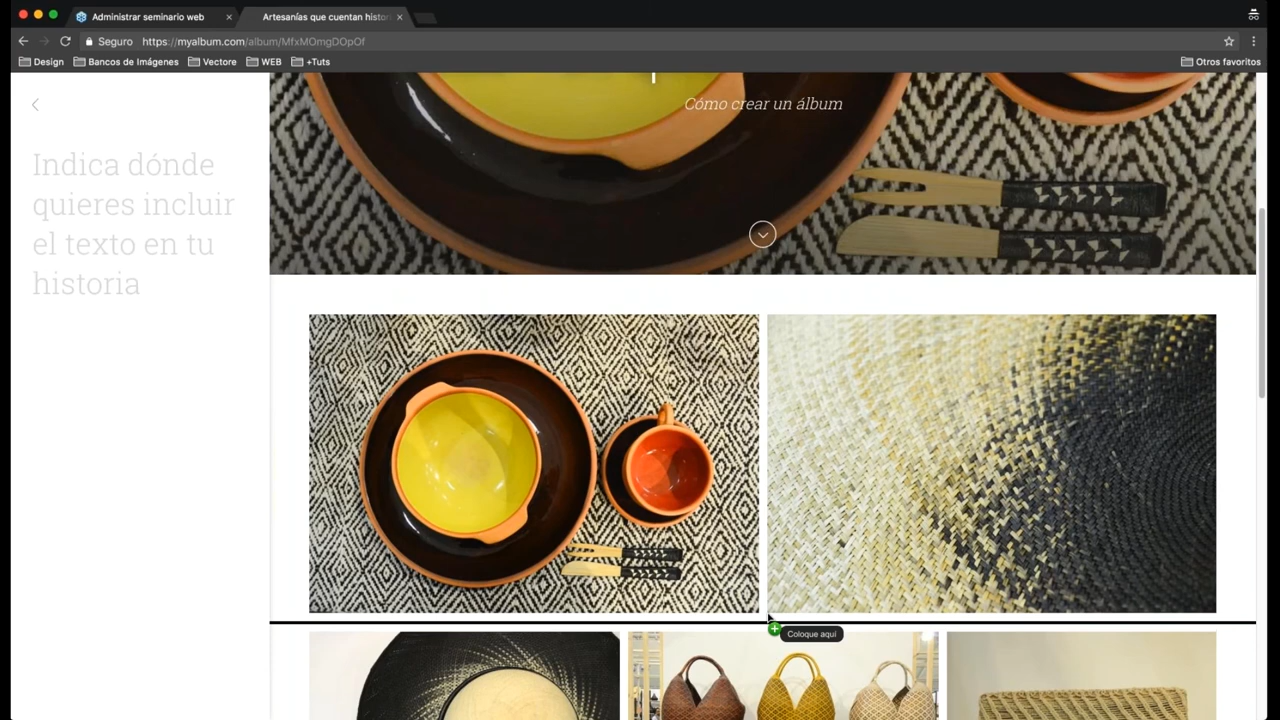 Administrar seminario web
Artesanías que cuentan histor
Seguro
https://myalbum.com/album/MfxMOmgDOpOf
Design
Bancos de Imágenes
Vectore
WEB
+Tuts
Otros favoritos
Cómo crear un álbum
Indica dónde
quieres incluir
el texto en tu
historia
Coloque aquí